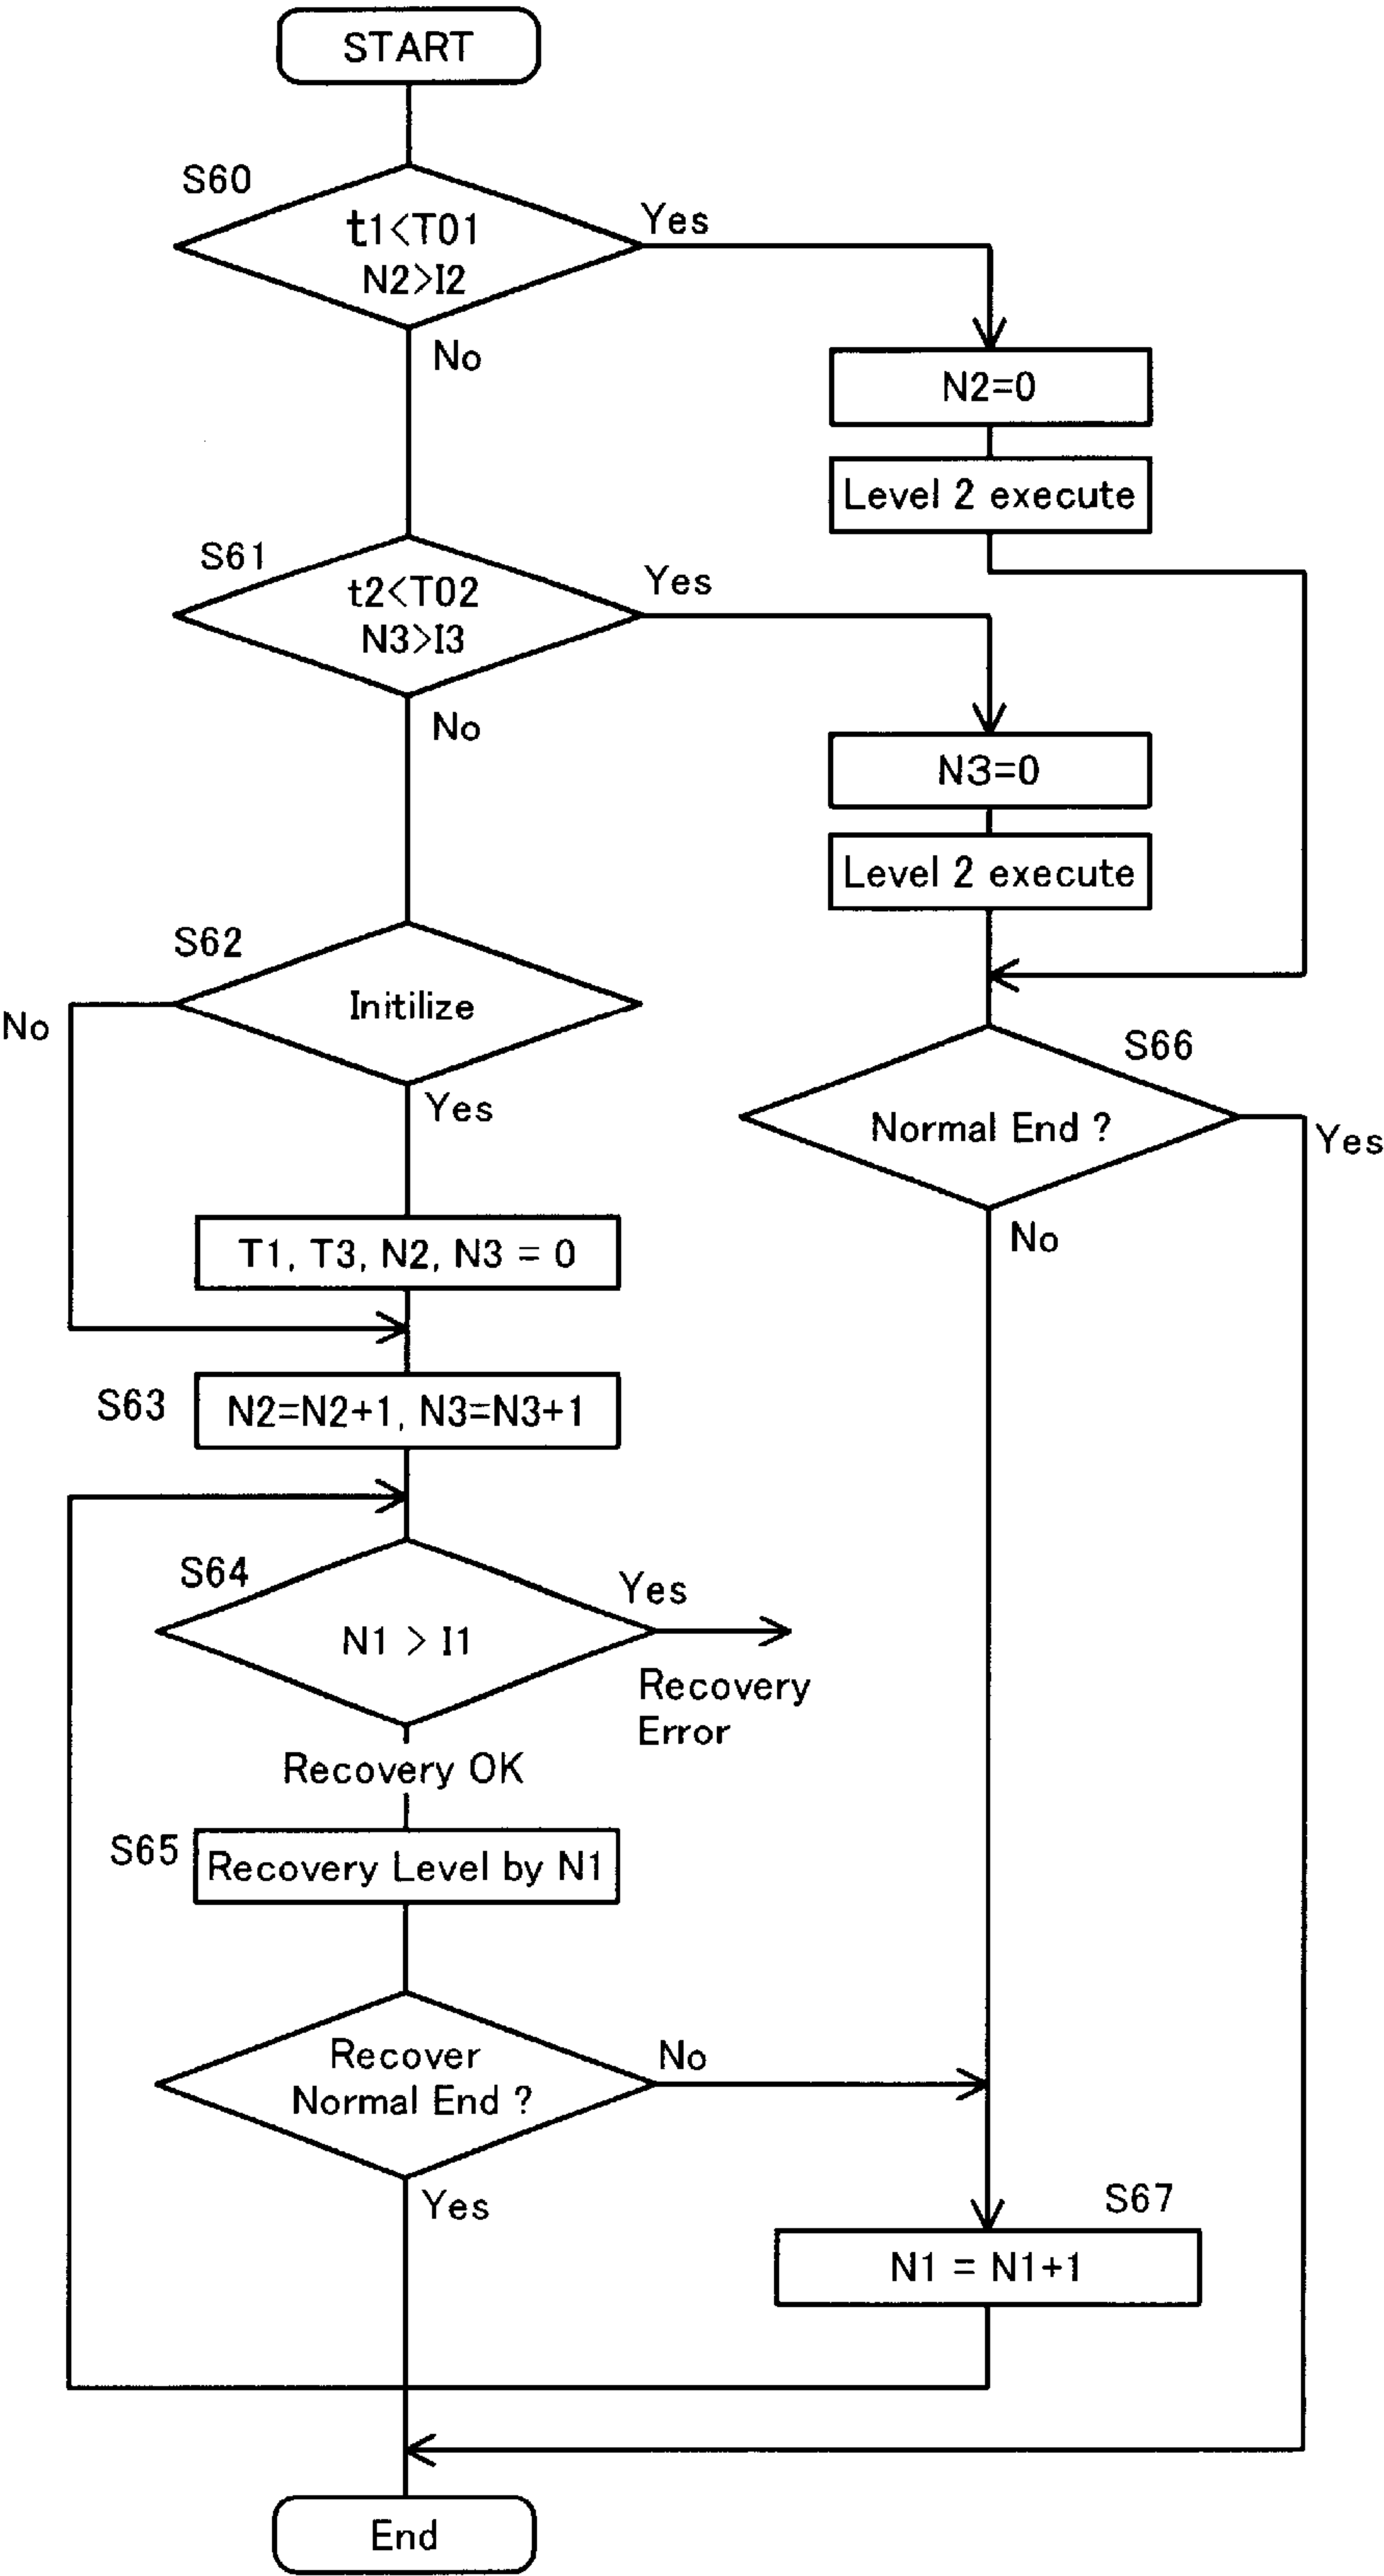 START
S60
t1<T01
N2>I2
Yes
No
N2=0
Level 2 execute
S61
t2<T02
N3>I3
Yes
No
N3=0
Level 2 execute
S62
Initilize
No
Yes
S66
Normal End ?
Yes
No
T1, T3, N2, N3 = 0
S63
N2=N2+1, N3=N3+1
S64
N1 > I1
Yes
Recovery
Error
Recovery OK
S65
Recovery Level by N1
Recover
Normal End ?
No
Yes
S67
N1 = N1+1
End